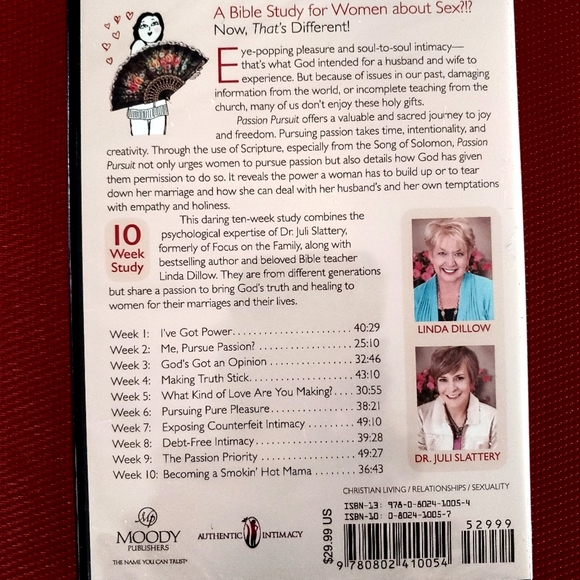 A Bible Study for Women about Sex?!?
Now, That's Different!
Eye-popping pleasure and soul-to-soul intimacy—
that's what God intended for a husband and wife to
experience. But because of issues in our past, damaging
information from the world, or incomplete teaching from the
church, many of us don't enjoy these holy gifts.
Passion Pursuit offers a valuable and sacred journey to joy
and freedom. Pursuing passion takes time, intentionality, and
creativity. Through the use of Scripture, especially from the Song of Solomon, Passion
Pursuit not only urges women to pursue passion but also details how God has given
them permission to do so. It reveals the power a woman has to build up or to tear
down her marriage and how she can deal with her husband's and her own temptations
with empathy and holiness.
10
Week
Study
This daring ten-week study combines the
psychological expertise of Dr. Juli Slattery,
formerly of Focus on the Family, along with
bestselling author and beloved Bible teacher
Linda Dillow. They are from different generations
but share a passion to bring God's truth and healing to
women for their marriages and their lives.
LINDA DILLOW
DR. JULI SLATTERY
Week 1: I've Got Power. . . . . . . . . . . . . . . . . . . . . . 40:29
Week 2: Me, Pursue Passion? . . . . . . . . . . . . . . . . . 25:10
Week 3: God's Got an Opinion . . . . . . . . . . . . . . . . 32:46
Week 4: Making Truth Stick. . . . . . . . . . . . . . . . . . . 43:10
Week 5: What Kind of Love Are You Making? . . . . 30:55
Week 6: Pursuing Pure Pleasure . . . . . . . . . . . . . . . 38:21
Week 7: Exposing Counterfeit Intimacy . . . . . . . . . 49:10
Week 8: Debt-Free Intimacy . . . . . . . . . . . . . . . . . . 39:28
Week 9: The Passion Priority . . . . . . . . . . . . . . . . . . 49:27
Week 10: Becoming a Smokin' Hot Mama . . . . . . . . 36:43
CHRISTIAN LIVING / RELATIONSHIPS / SEXUALITY
ISBN-13: 978-0-8024-1005-4
ISBN-10: 0-8024-1005-7
52999
$29.99 US
9 780802 410054
MP
MOODY
PUBLISHERS
THE NAME YOU CAN TRUST®
AUTHENTIC INTIMACY